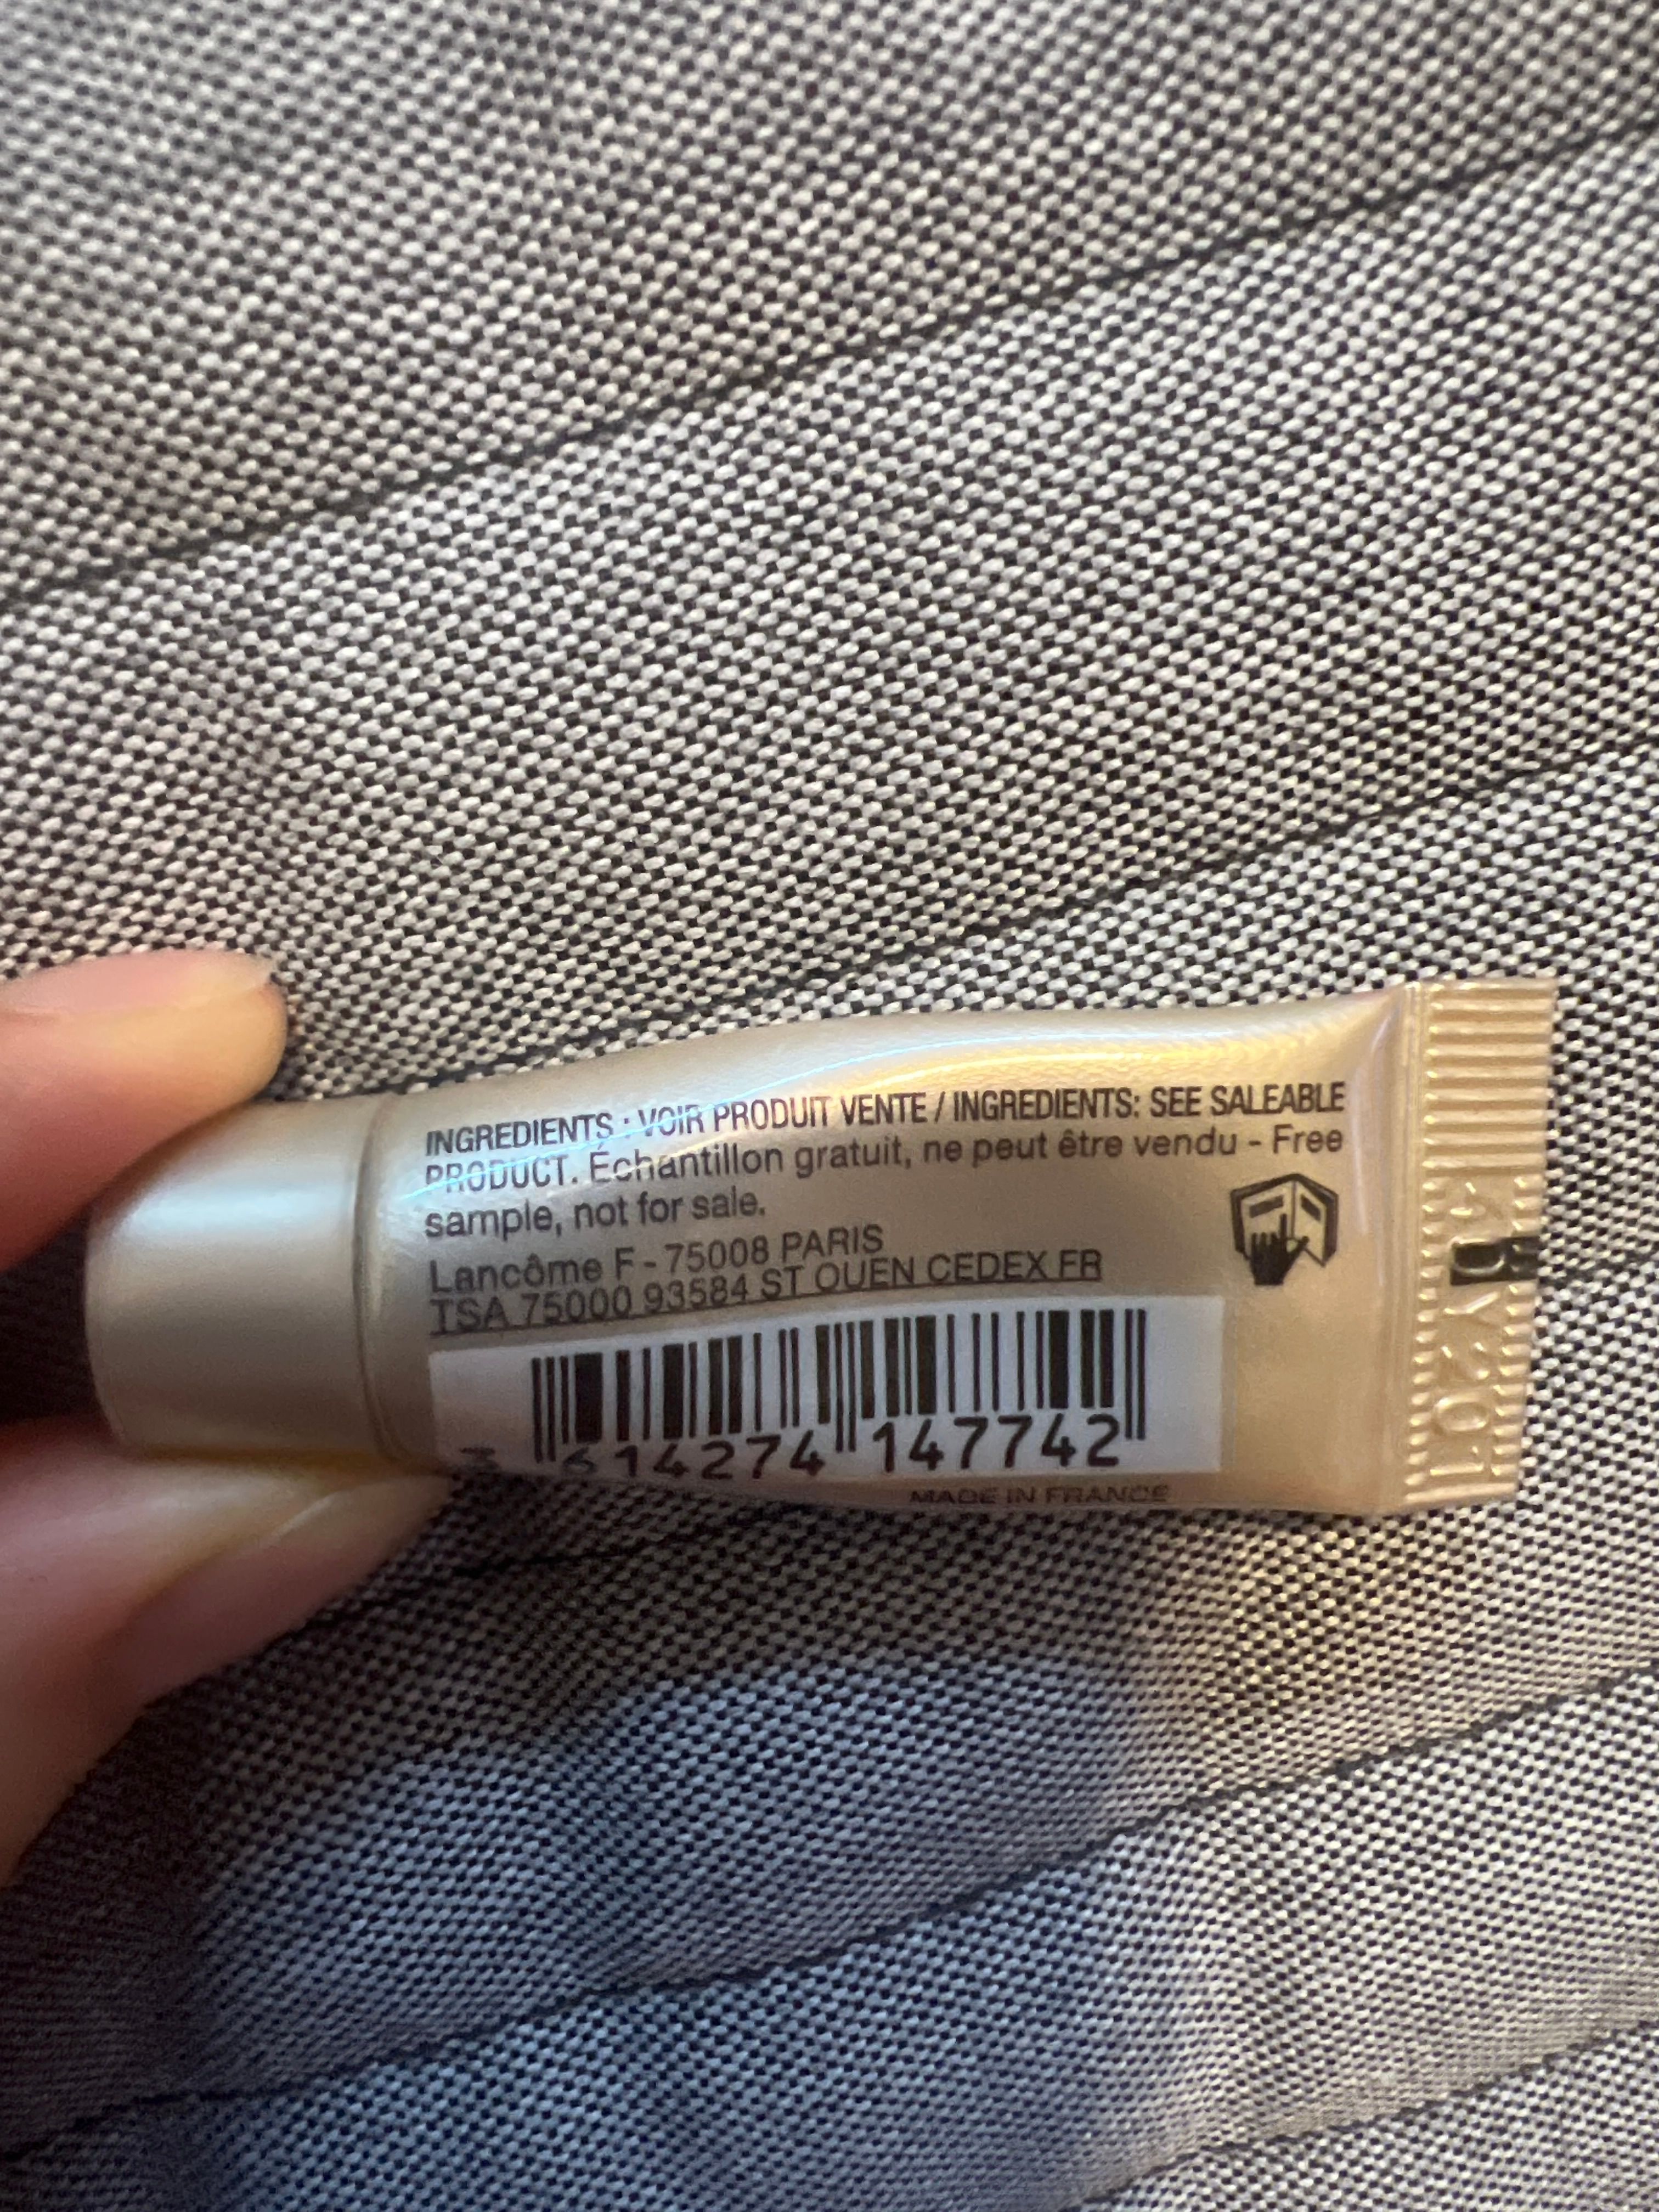 INGREDIENTS : VOIR PRODUIT VENTE / INGREDIENTS: SEE SALEABLE
PRODUCT. Échantillon gratuit, ne peut être vendu - Free
sample, not for sale.
Lancôme F - 75008 PARIS
TSA 75000 93584 ST OUEN CEDEX FR
3 614274 147742
MADE IN FRANCE